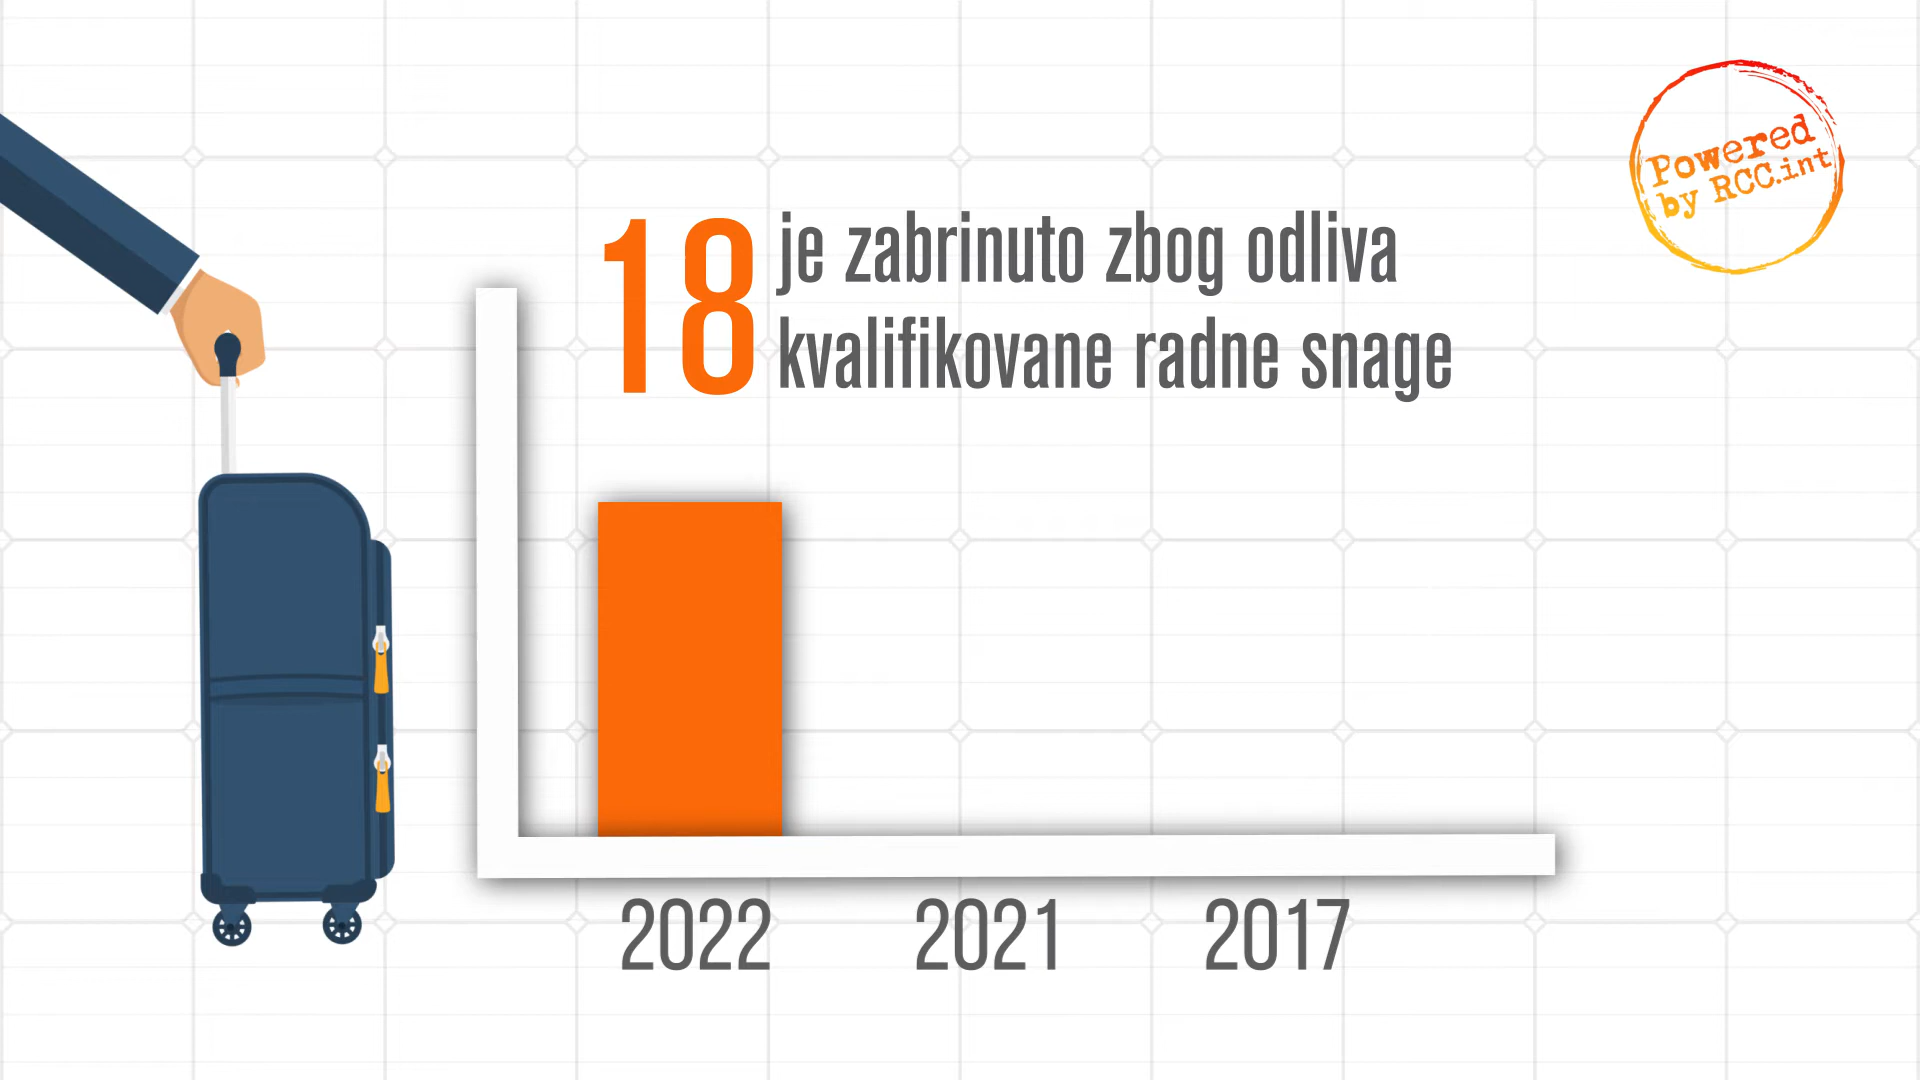 Powered
by RCC.int
18 je zabrinuto zbog odliva
kvalifikovane radne snage
2022 2021 2017